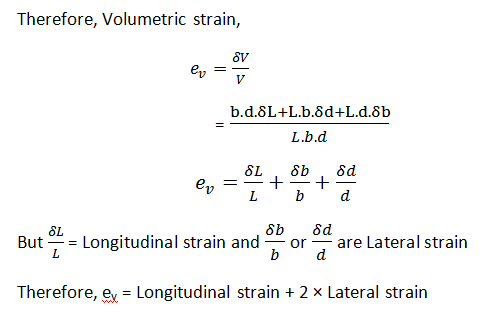 Therefore, Volumetric strain,
e_v = δV/V
= b.d.δL+L.b.δd+L.d.δb/L.b.d
e_v = δL/L + δb/b + δd/d
But δL/L = Longitudinal strain and δb/b or δd/d are Lateral strain
Therefore, e_v = Longitudinal strain + 2 × Lateral strain